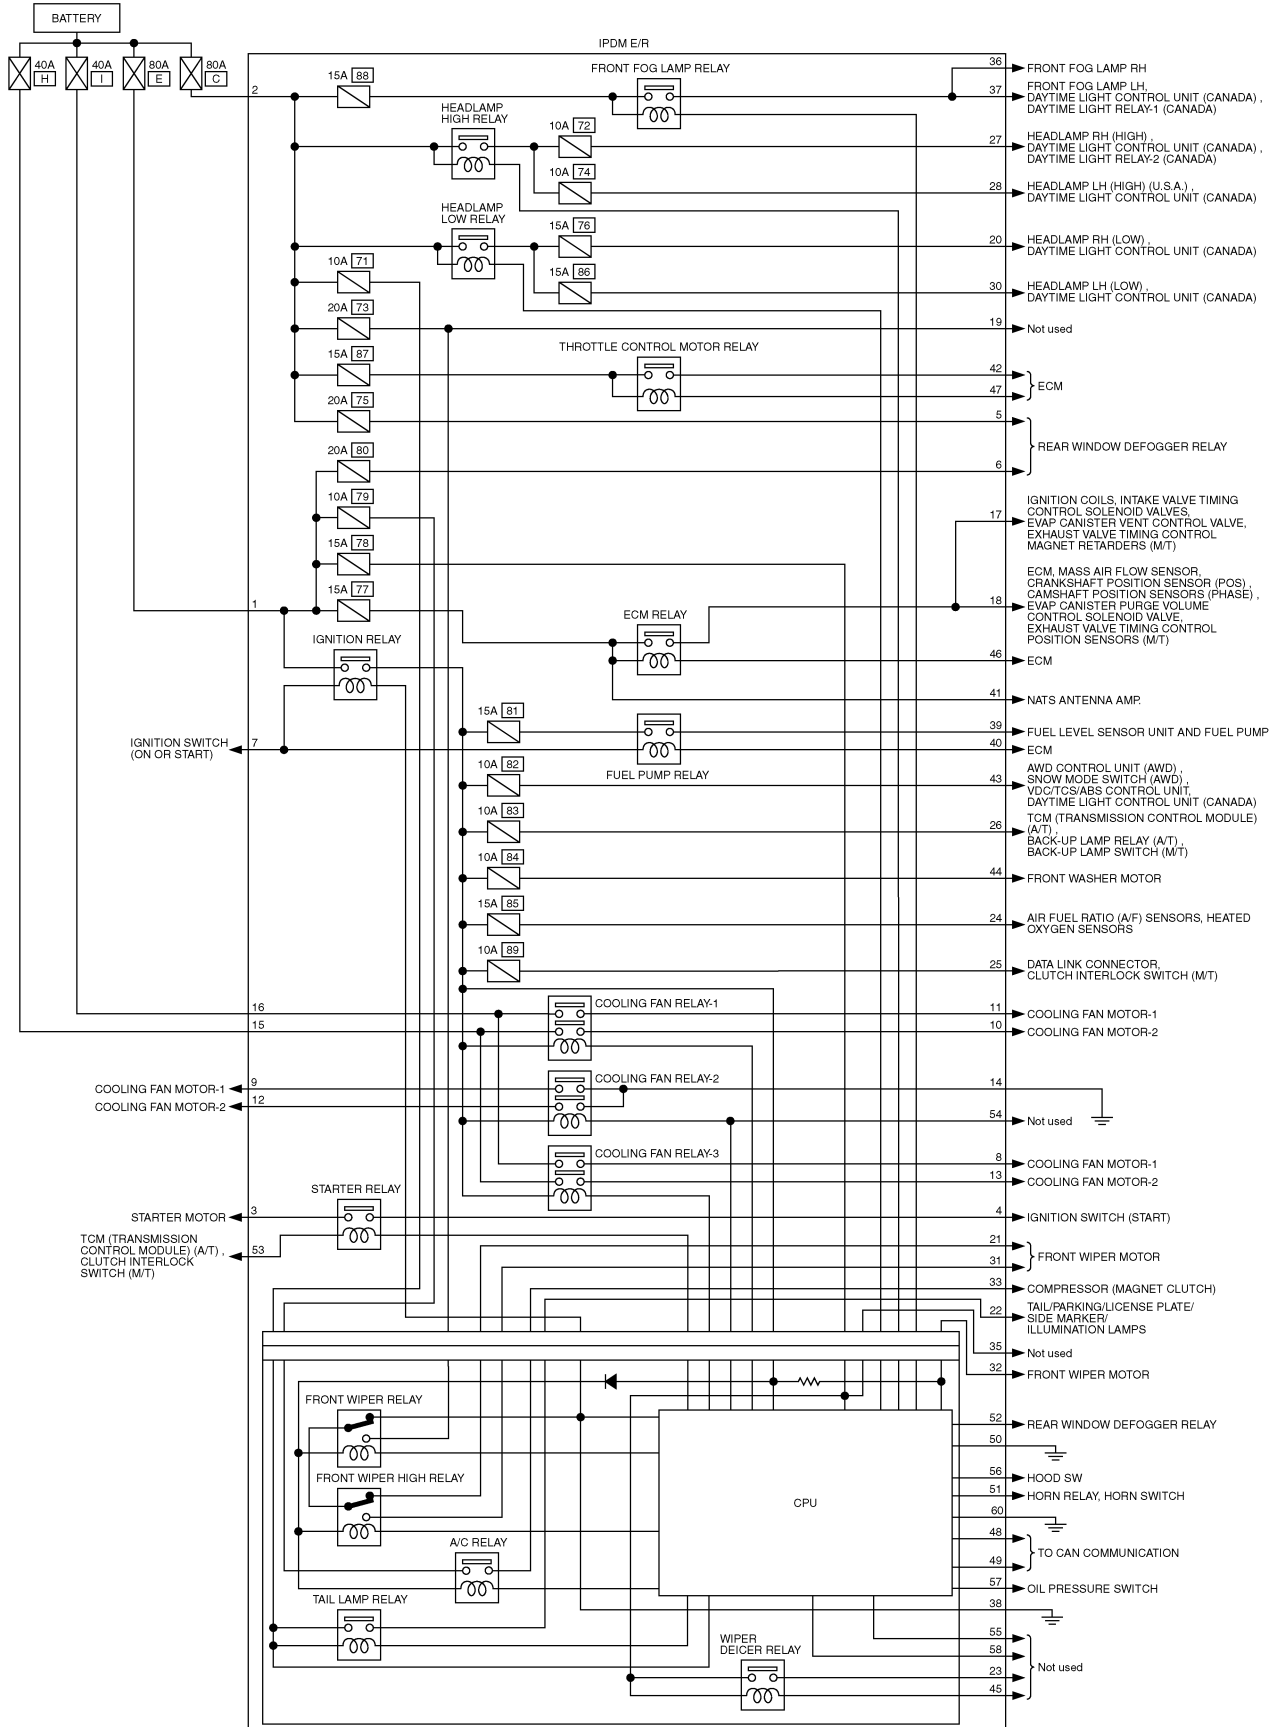 BATTERY
40A
H
40A
I
80A
E
80A
C
IPDM E/R
2
15A 88
FRONT FOG LAMP RELAY
36
FRONT FOG LAMP RH
37
FRONT FOG LAMP LH,
DAYTIME LIGHT CONTROL UNIT (CANADA) ,
DAYTIME LIGHT RELAY-1 (CANADA)
HEADLAMP
HIGH RELAY
10A 72
27
HEADLAMP RH (HIGH) ,
DAYTIME LIGHT CONTROL UNIT (CANADA) ,
DAYTIME LIGHT RELAY-2 (CANADA)
10A 74
28
HEADLAMP LH (HIGH) (U.S.A.) ,
DAYTIME LIGHT CONTROL UNIT (CANADA)
HEADLAMP
LOW RELAY
15A 76
20
HEADLAMP RH (LOW) ,
DAYTIME LIGHT CONTROL UNIT (CANADA)
10A 71
15A 86
30
HEADLAMP LH (LOW) ,
DAYTIME LIGHT CONTROL UNIT (CANADA)
20A 73
19
Not used
15A 87
THROTTLE CONTROL MOTOR RELAY
42
47
ECM
20A 75
5
REAR WINDOW DEFOGGER RELAY
20A 80
6
10A 79
17
IGNITION COILS, INTAKE VALVE TIMING
CONTROL SOLENOID VALVES,
EVAP CANISTER VENT CONTROL VALVE,
EXHAUST VALVE TIMING CONTROL
MAGNET RETARDERS (M/T)
15A 78
15A 77
1
18
ECM, MASS AIR FLOW SENSOR,
CRANKSHAFT POSITION SENSOR (POS) ,
CAMSHAFT POSITION SENSORS (PHASE) ,
EVAP CANISTER PURGE VOLUME
CONTROL SOLENOID VALVE,
EXHAUST VALVE TIMING CONTROL
POSITION SENSORS (M/T)
ECM RELAY
IGNITION RELAY
46
ECM
41
NATS ANTENNA AMP.
15A 81
39
FUEL LEVEL SENSOR UNIT AND FUEL PUMP
IGNITION SWITCH
(ON OR START)
7
40
ECM
FUEL PUMP RELAY
10A 82
43
AWD CONTROL UNIT (AWD) ,
SNOW MODE SWITCH (AWD) ,
VDC/TCS/ABS CONTROL UNIT,
DAYTIME LIGHT CONTROL UNIT (CANADA)
10A 83
26
TCM (TRANSMISSION CONTROL MODULE)
(A/T) ,
BACK-UP LAMP RELAY (A/T) ,
BACK-UP LAMP SWITCH (M/T)
10A 84
44
FRONT WASHER MOTOR
15A 85
24
AIR FUEL RATIO (A/F) SENSORS, HEATED
OXYGEN SENSORS
10A 89
25
DATA LINK CONNECTOR,
CLUTCH INTERLOCK SWITCH (M/T)
16
COOLING FAN RELAY-1
11
COOLING FAN MOTOR-1
15
10
COOLING FAN MOTOR-2
COOLING FAN MOTOR-1
9
COOLING FAN RELAY-2
14
COOLING FAN MOTOR-2
12
54
Not used
COOLING FAN RELAY-3
8
COOLING FAN MOTOR-1
13
COOLING FAN MOTOR-2
STARTER RELAY
STARTER MOTOR
3
4
IGNITION SWITCH (START)
TCM (TRANSMISSION
CONTROL MODULE) (A/T) ,
CLUTCH INTERLOCK
SWITCH (M/T)
53
21
31
FRONT WIPER MOTOR
33
COMPRESSOR (MAGNET CLUTCH)
22
TAIL/PARKING/LICENSE PLATE/
SIDE MARKER/
ILLUMINATION LAMPS
35
Not used
32
FRONT WIPER MOTOR
FRONT WIPER RELAY
52
REAR WINDOW DEFOGGER RELAY
50
FRONT WIPER HIGH RELAY
56
HOOD SW
51
HORN RELAY, HORN SWITCH
CPU
60
A/C RELAY
48
49
TO CAN COMMUNICATION
57
OIL PRESSURE SWITCH
TAIL LAMP RELAY
38
WIPER
DEICER RELAY
55
58
23
45
Not used